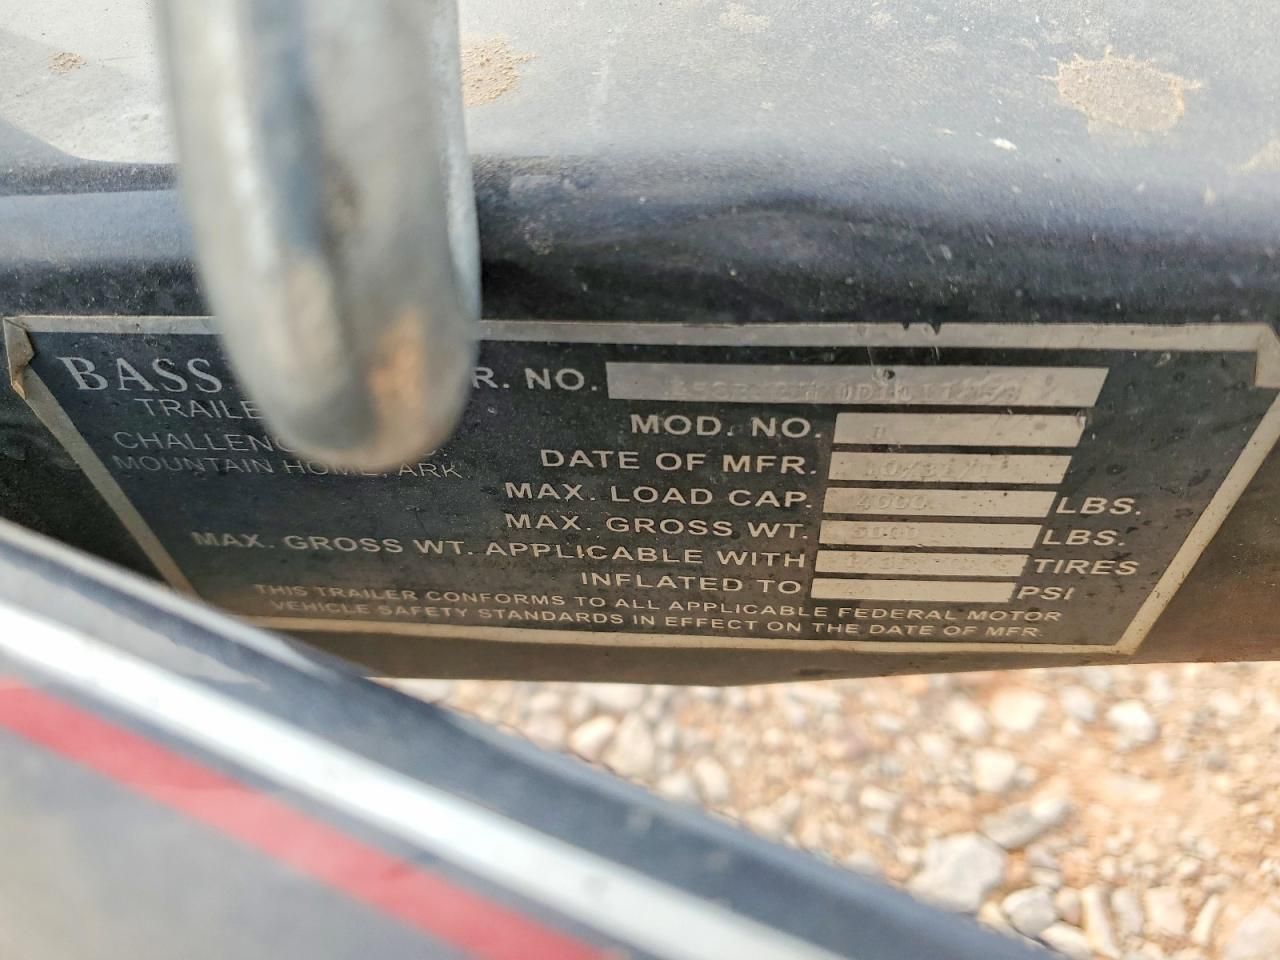 BASS R. NO.
TRAILE MOD. NO. H
CHALLENG
MOUNTAIN HOME, ARK
DATE OF MFR.
MAX. LOAD CAP. 4000 LBS.
MAX. GROSS WT. 5000 LBS.
MAX. GROSS WT. APPLICABLE WITH TIRES
INFLATED TO PSI
THIS TRAILER CONFORMS TO ALL APPLICABLE FEDERAL MOTOR
VEHICLE SAFETY STANDARDS IN EFFECT ON THE DATE OF MFR.